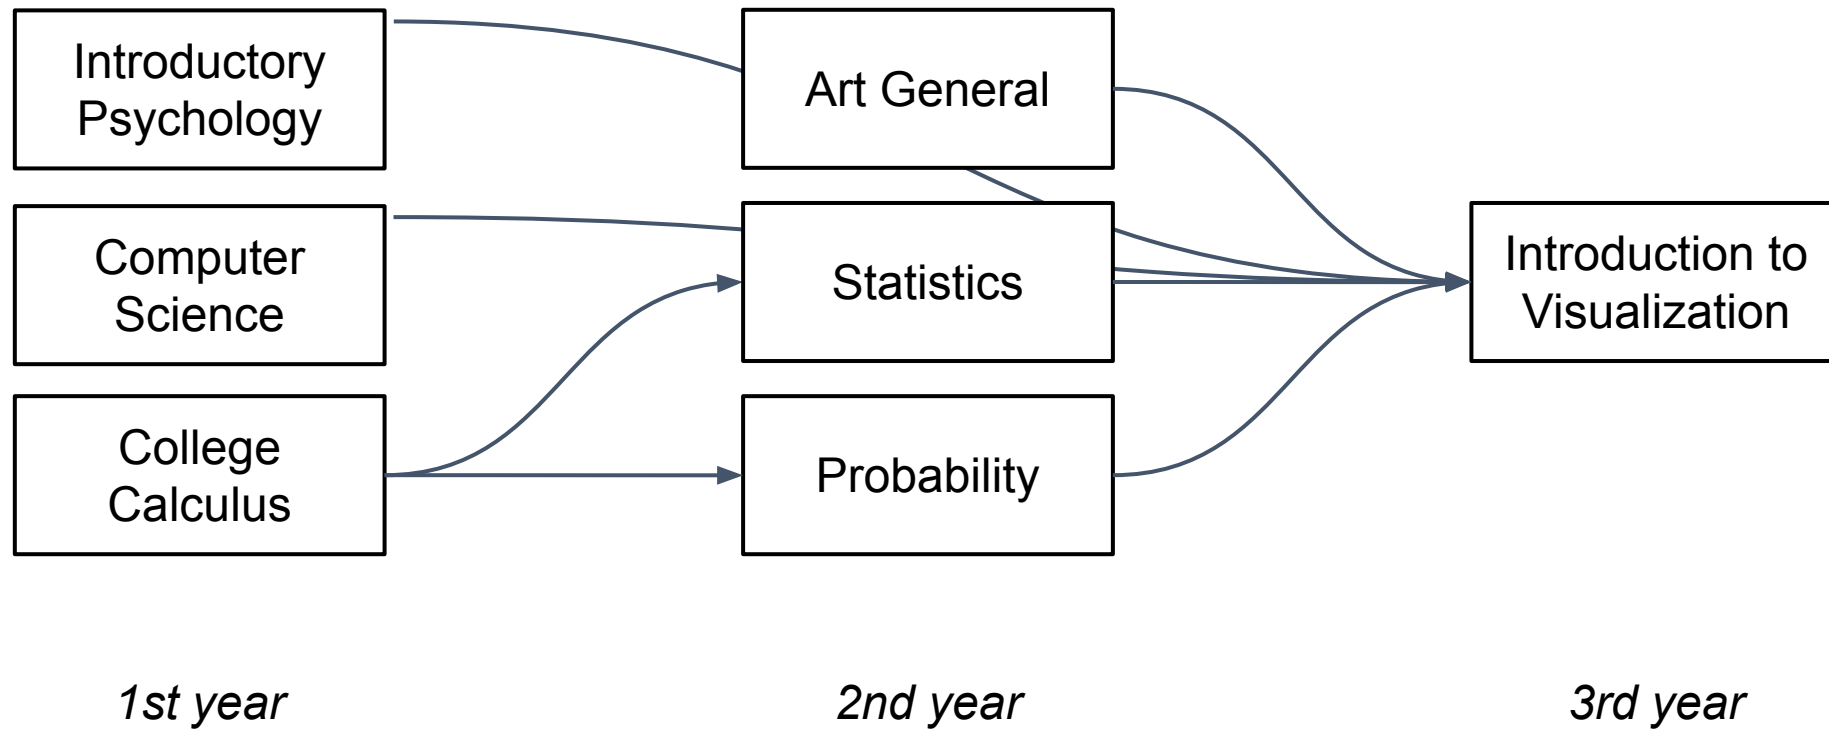 Introductory
Psychology
Art General
Computer
Science
Statistics
Introduction to
Visualization
College
Calculus
Probability
1st year
2nd year
3rd year